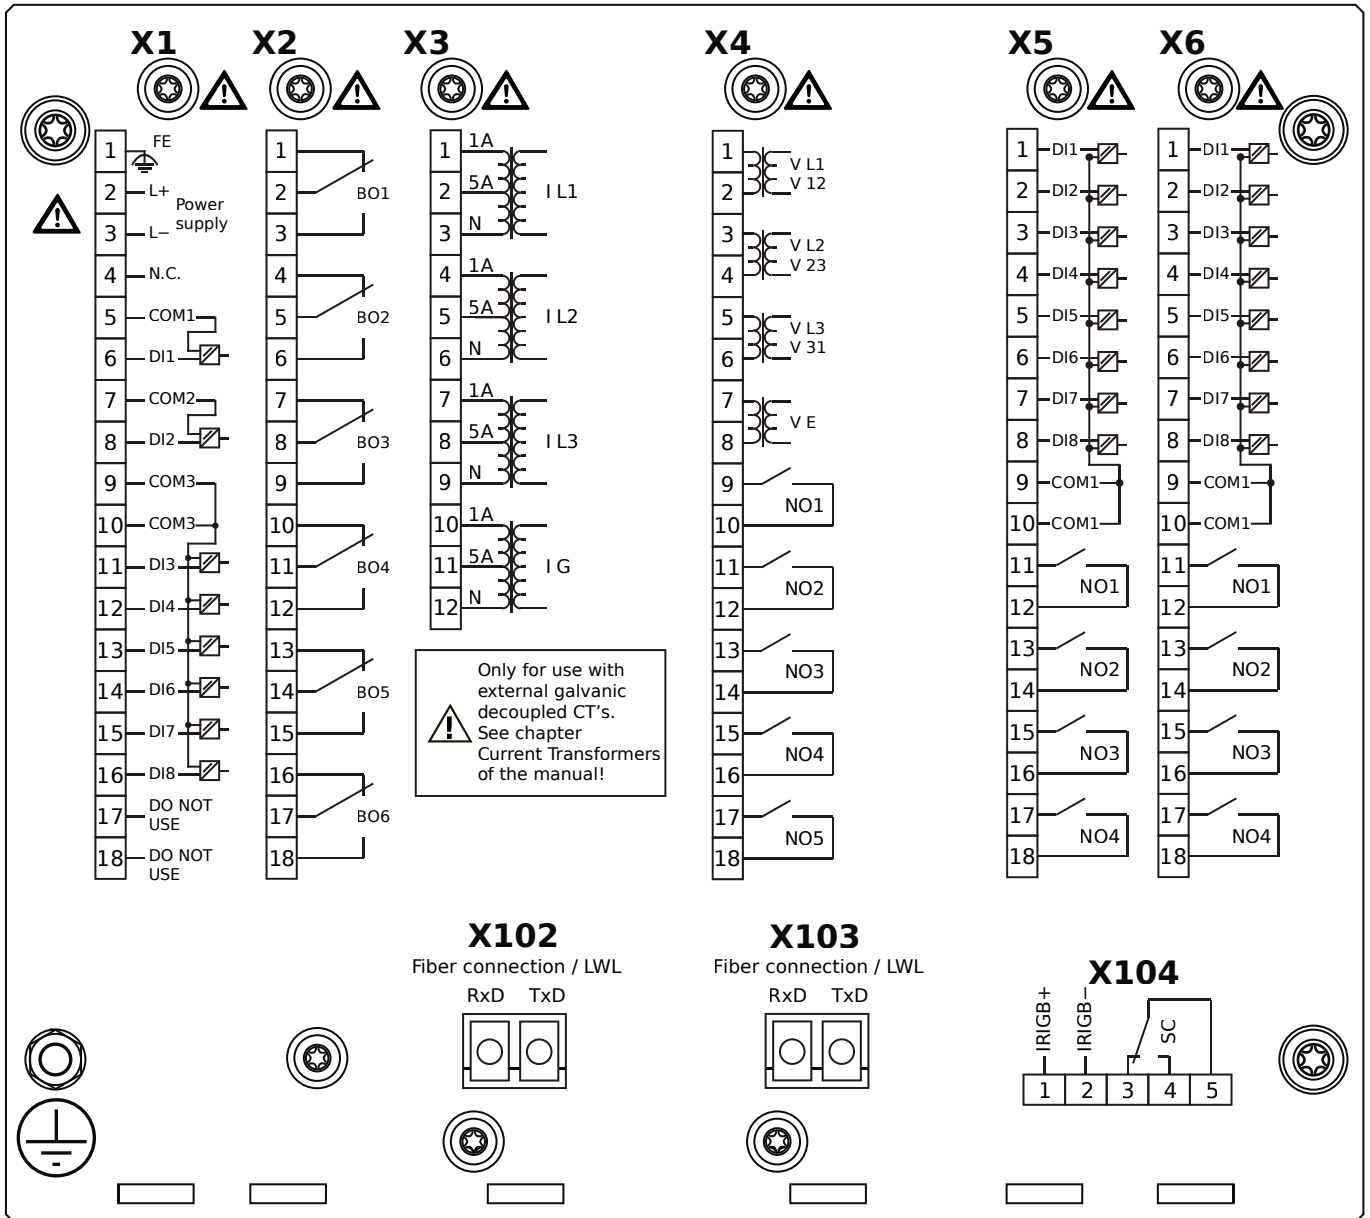 X1
X2
X3
X4
X5
X6
1 FE
2 L+
Power
supply
3 L−
4 N.C.
5 COM1
6 DI1
7 COM2
8 DI2
9 COM3
10 COM3
11 DI3
12 DI4
13 DI5
14 DI6
15 DI7
16 DI8
17 DO NOT
USE
18 DO NOT
USE
1
2 BO1
3
4
5 BO2
6
7
8 BO3
9
10
11 BO4
12
13
14 BO5
15
16
17 BO6
18
1 1A
2 5A I L1
3 N
4 1A
5 5A I L2
6 N
7 1A
8 5A I L3
9 N
10 1A
11 5A I G
12 N
Only for use with
external galvanic
decoupled CT's.
See chapter
Current Transformers
of the manual!
1 V L1
2 V 12
3 V L2
4 V 23
5 V L3
6 V 31
7
V E
8
9
NO1
10
11
NO2
12
13
NO3
14
15
NO4
16
17
NO5
18
1 DI1
2 DI2
3 DI3
4 DI4
5 DI5
6 DI6
7 DI7
8 DI8
9 COM1
10 COM1
11
NO1
12
13
NO2
14
15
NO3
16
17
NO4
18
1 DI1
2 DI2
3 DI3
4 DI4
5 DI5
6 DI6
7 DI7
8 DI8
9 COM1
10 COM1
11
NO1
12
13
NO2
14
15
NO3
16
17
NO4
18
X102
Fiber connection / LWL
RxD TxD
X103
Fiber connection / LWL
RxD TxD
X104
IRIGB+
IRIGB−
SC
1 2 3 4 5